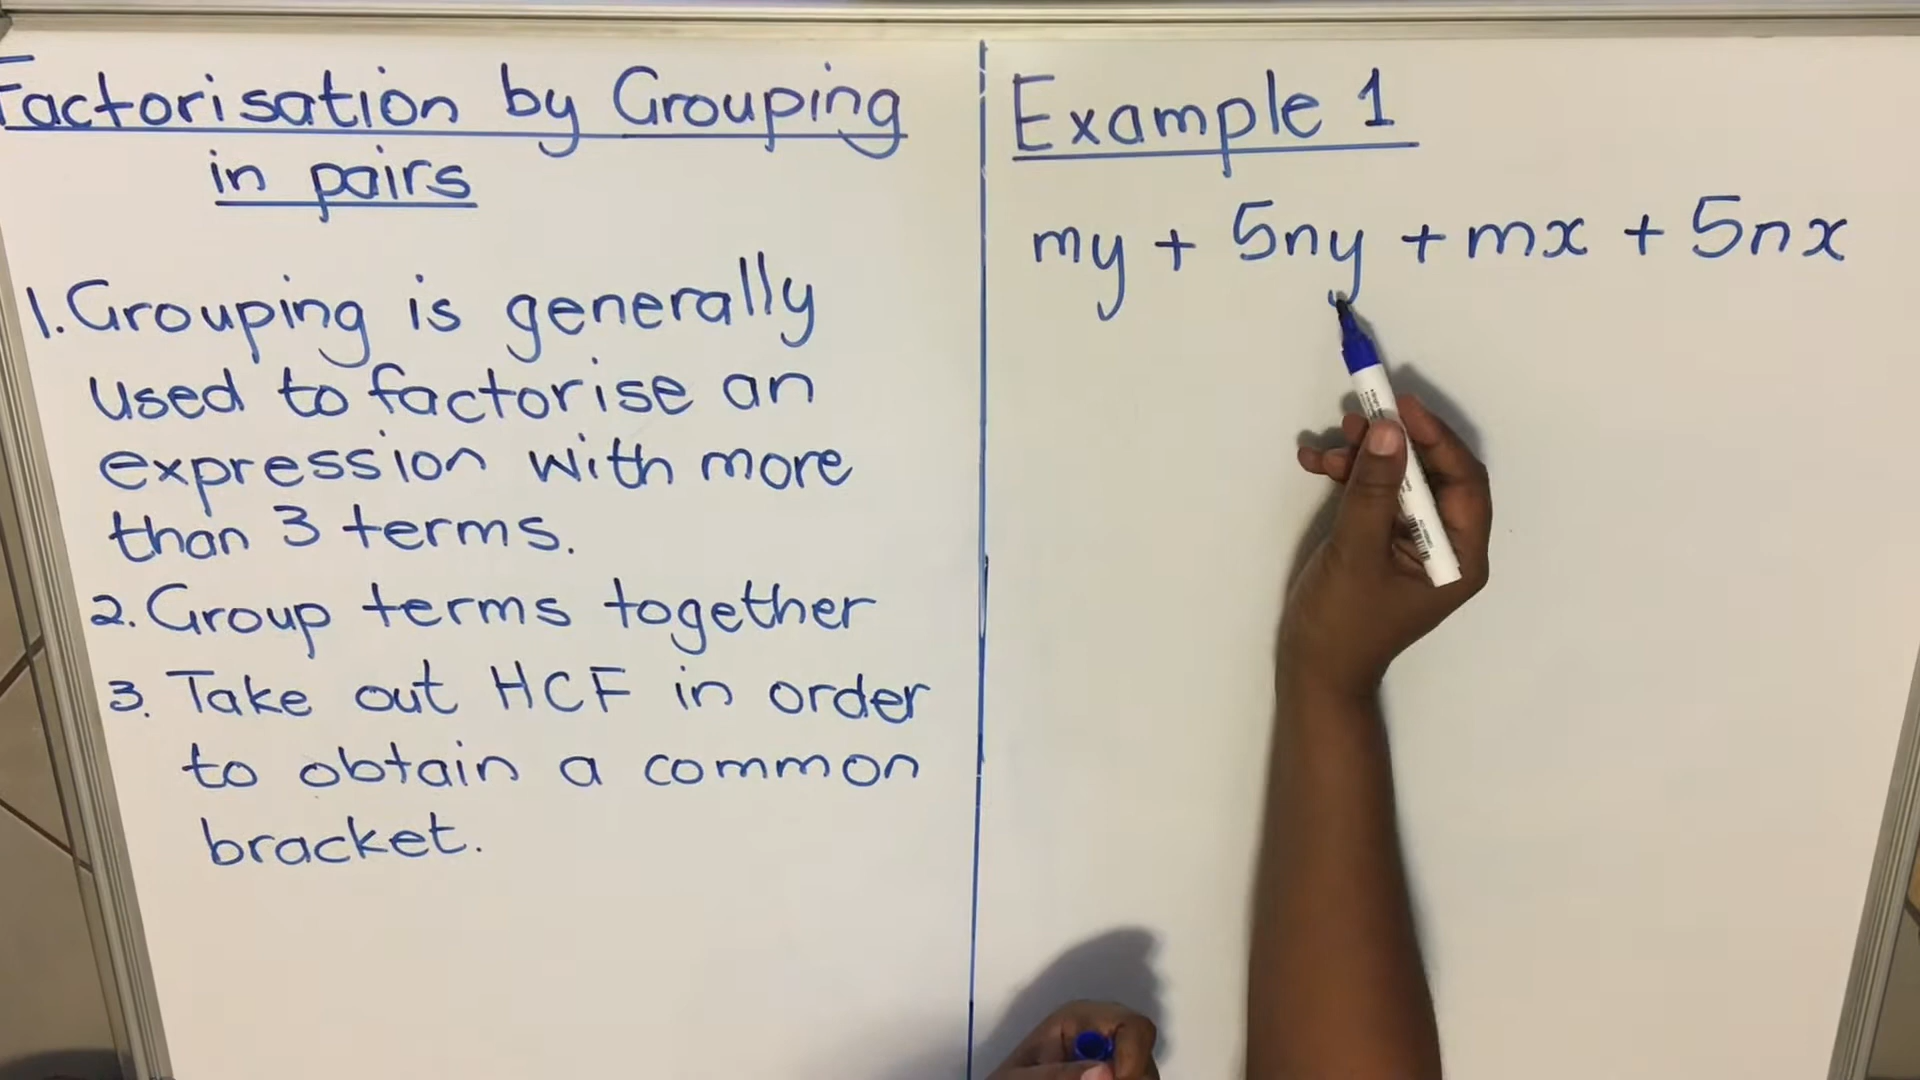 Factorisation by Grouping
in pairs
1. Grouping is generally
used to factorise an
expression with more
than 3 terms.
2. Group terms together
3. Take out HCF in order
to obtain a common
bracket.
Example 1
my + 5ny + mx + 5nx